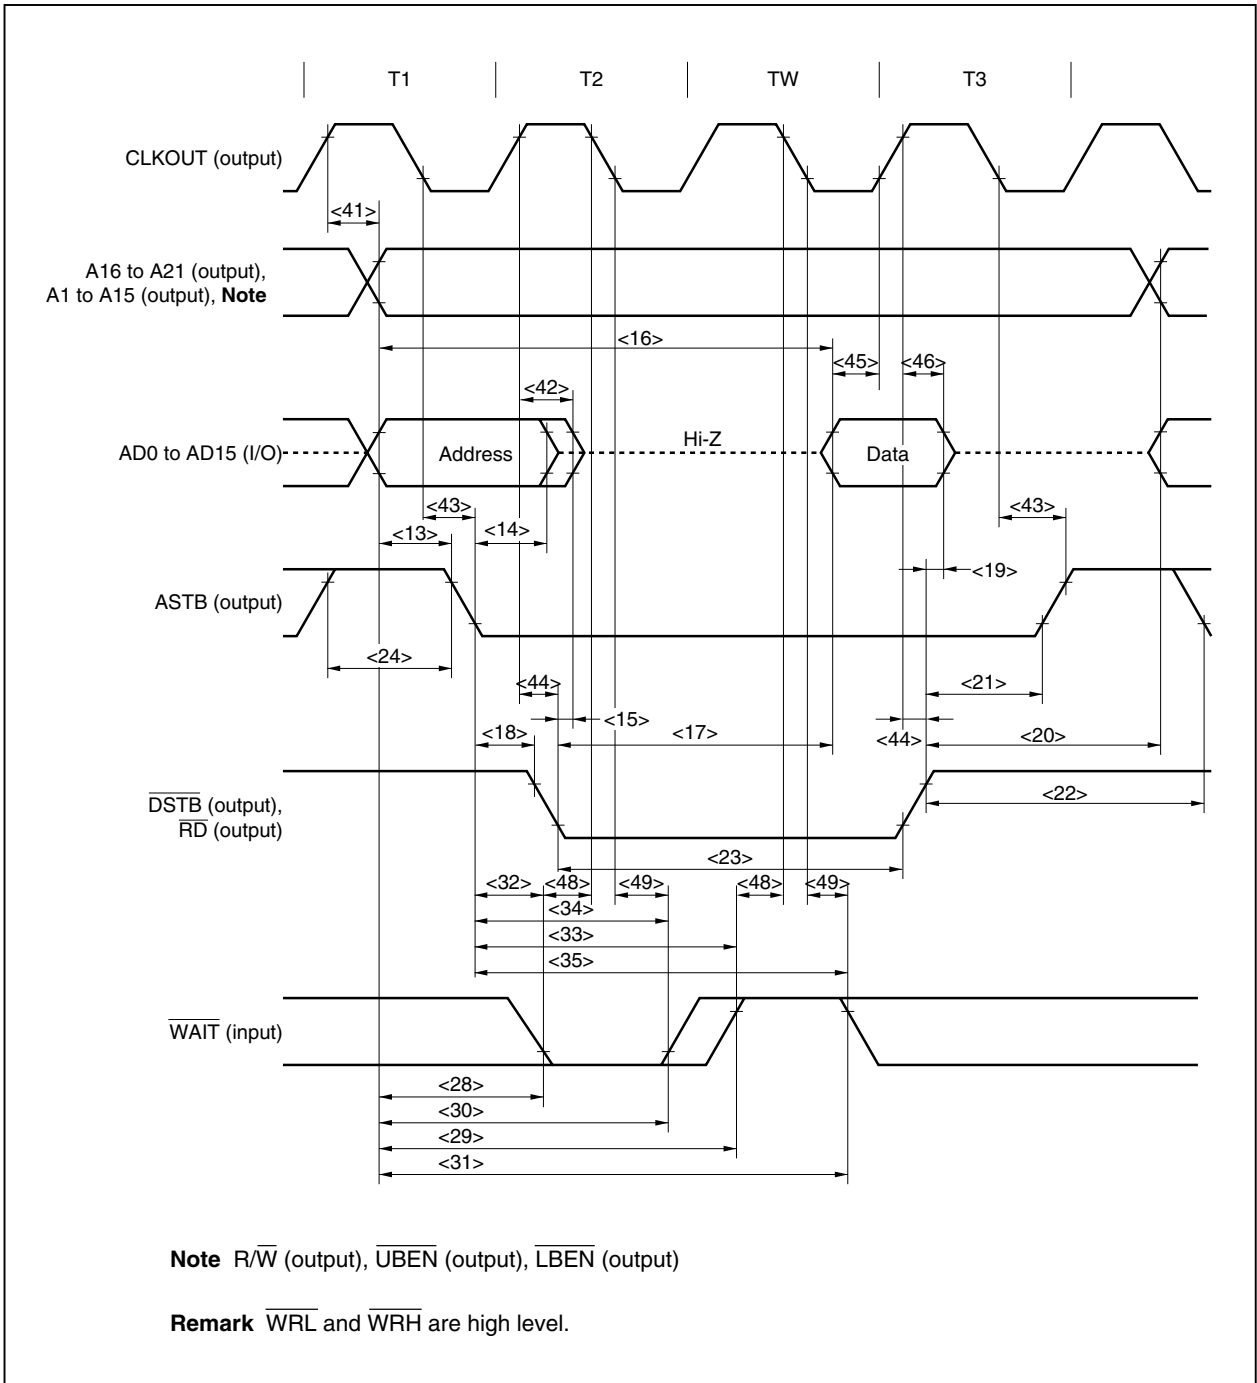 T1 T2 TW T3
CLKOUT (output)
<41>
A16 to A21 (output),
A1 to A15 (output), Note
<16>
<45> <46>
<42>
AD0 to AD15 (I/O) Address Hi-Z Data
<43> <14> <43>
<13>
<19>
ASTB (output)
<24>
<44> <21>
<15>
<18> <17> <44> <20>
DSTB (output),
RD (output)
<22>
<23>
<32> <48> <49> <48> <49>
<34>
<33>
<35>
WAIT (input)
<28>
<30>
<29>
<31>
Note R/W (output), UBEN (output), LBEN (output)
Remark WRL and WRH are high level.